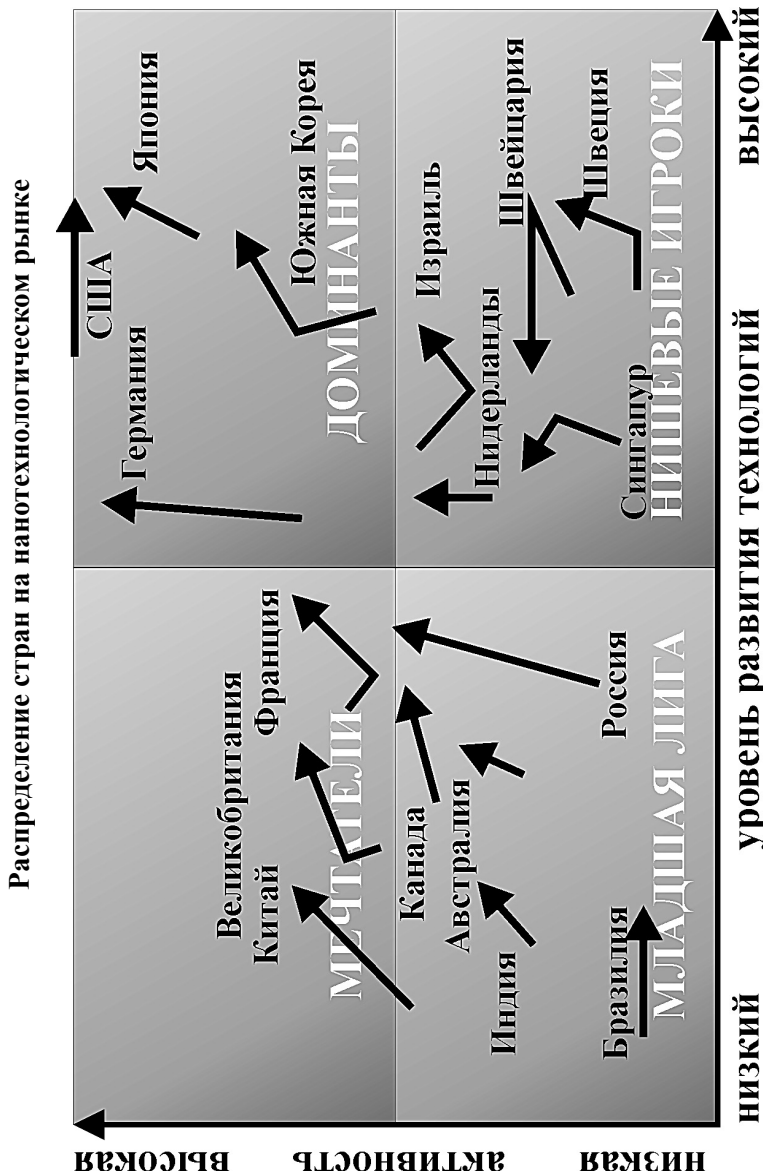 Распределение стран на нанотехнологическом рынке
высокая
активность
низкая
МЕЧТАТЕЛИ
Великобритания
Китай
Франция
ДОМИНАНТЫ
США
Япония
Германия
Южная Корея
МЛАДШАЯ ЛИГА
Канада
Австралия
Индия
Бразилия
Россия
НИШЕВЫЕ ИГРОКИ
Израиль
Нидерланды
Швейцария
Швеция
Сингапур
низкий
уровень развития технологий
высокий